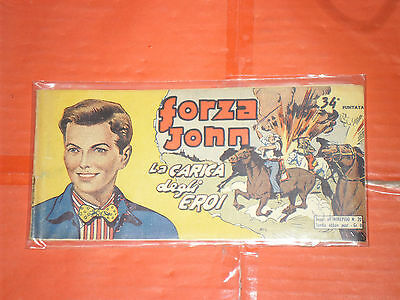 forza
John
34ª
PUNTATA
La CARICA
degli
EROI